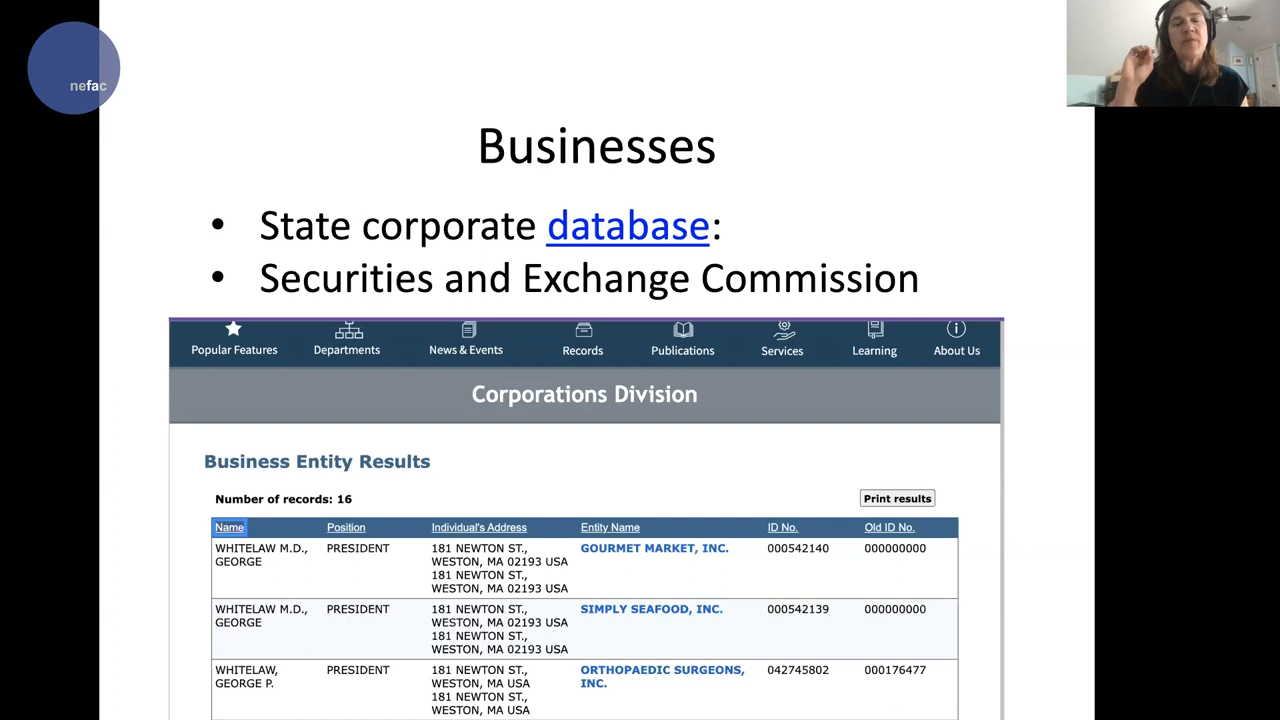 nefac
Businesses
• State corporate database:
• Securities and Exchange Commission
Popular Features Departments News & Events Records Publications Services Learning About Us
Corporations Division
Business Entity Results
Number of records: 16 Print results
Name Position Individual's Address Entity Name ID No. Old ID No.
WHITELAW M.D., PRESIDENT 181 NEWTON ST., GOURMET MARKET, INC. 000542140 000000000
GEORGE WESTON, MA 02193 USA
181 NEWTON ST.,
WESTON, MA 02193 USA
WHITELAW M.D., PRESIDENT 181 NEWTON ST., SIMPLY SEAFOOD, INC. 000542139 000000000
GEORGE WESTON, MA 02193 USA
181 NEWTON ST.,
WESTON, MA 02193 USA
WHITELAW, PRESIDENT 181 NEWTON ST., ORTHOPAEDIC SURGEONS, 042745802 000176477
GEORGE P. WESTON, MA USA INC.
181 NEWTON ST.,
WESTON, MA USA